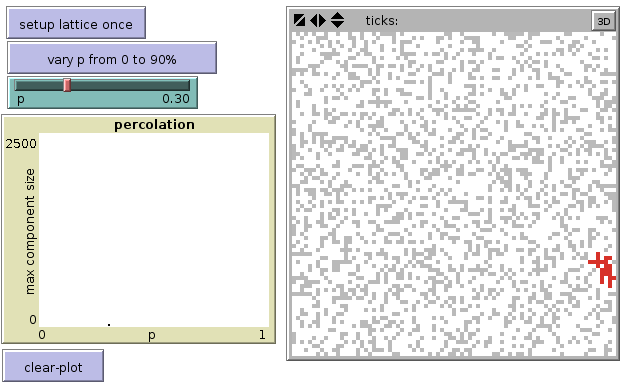 setup lattice once
vary p from 0 to 90%
p 0.30
percolation
2500
max component size
0
0 p 1
clear-plot
ticks:
3D